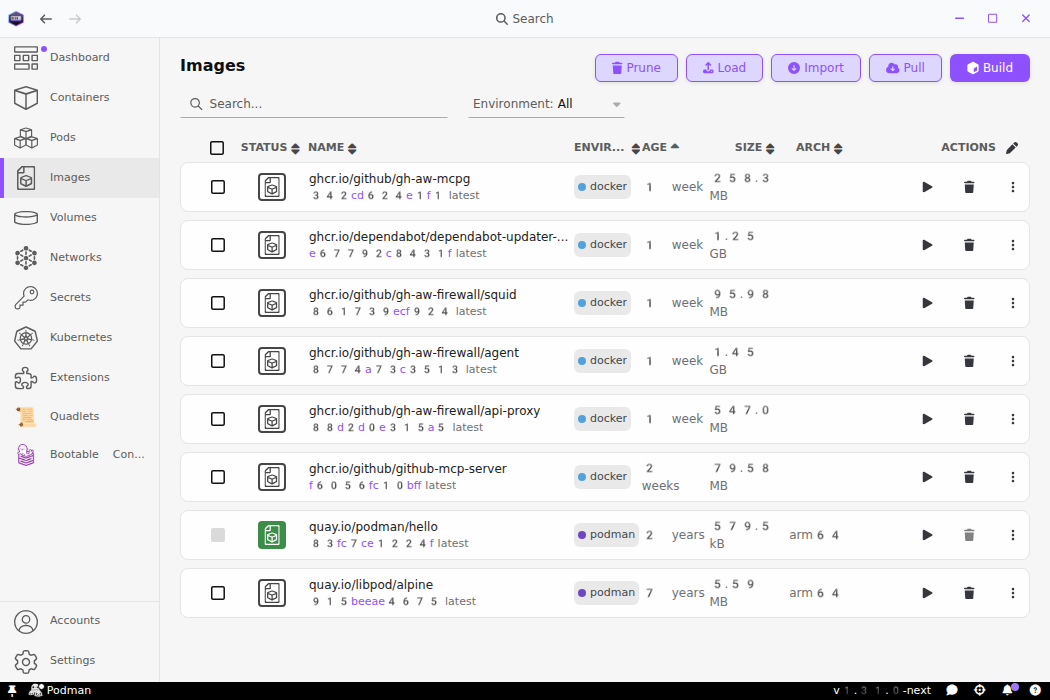 Search
Dashboard
Containers
Pods
Images
Volumes
Networks
Secrets
Kubernetes
Extensions
Quadlets
Bootable Con...
Accounts
Settings
Images
Prune
Load
Import
Pull
Build
Search...
Environment: All
STATUS NAME ENVIR... AGE SIZE ARCH ACTIONS
ghcr.io/github/gh-aw-mcpg
342cd624e1f1 latest
docker
1 week
258.3 MB
ghcr.io/dependabot/dependabot-updater-...
e67792c8431f latest
docker
1 week
1.25 GB
ghcr.io/github/gh-aw-firewall/squid
861739ecf924 latest
docker
1 week
95.98 MB
ghcr.io/github/gh-aw-firewall/agent
8774a73c3513 latest
docker
1 week
1.45 GB
ghcr.io/github/gh-aw-firewall/api-proxy
88d2d0e315a5 latest
docker
1 week
547.0 MB
ghcr.io/github/github-mcp-server
f6056fc10bff latest
docker
2 weeks
79.58 MB
quay.io/podman/hello
83fc7ce1224f latest
podman
2 years
579.5 kB
arm64
quay.io/libpod/alpine
915beeae4675 latest
podman
7 years
5.59 MB
arm64
Podman
v1.31.0-next